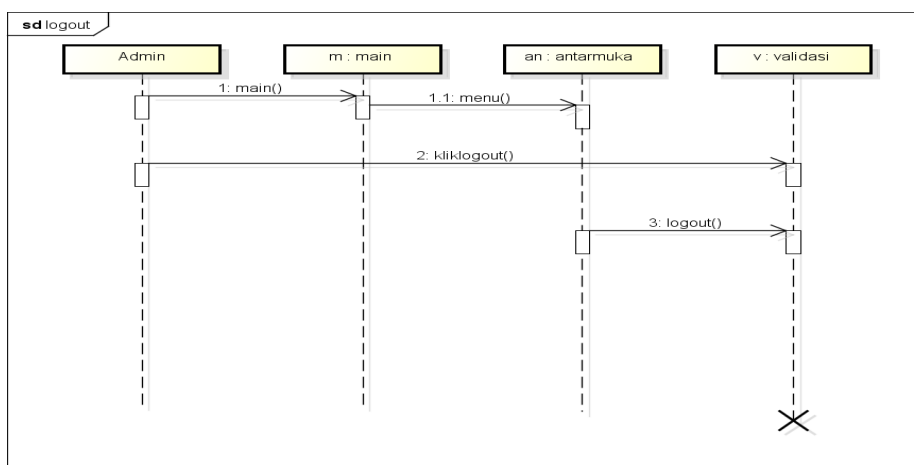 sd logout
Admin
m : main
an : antarmuka
v : validasi
1: main()
1.1: menu()
2: kliklogout()
3: logout()